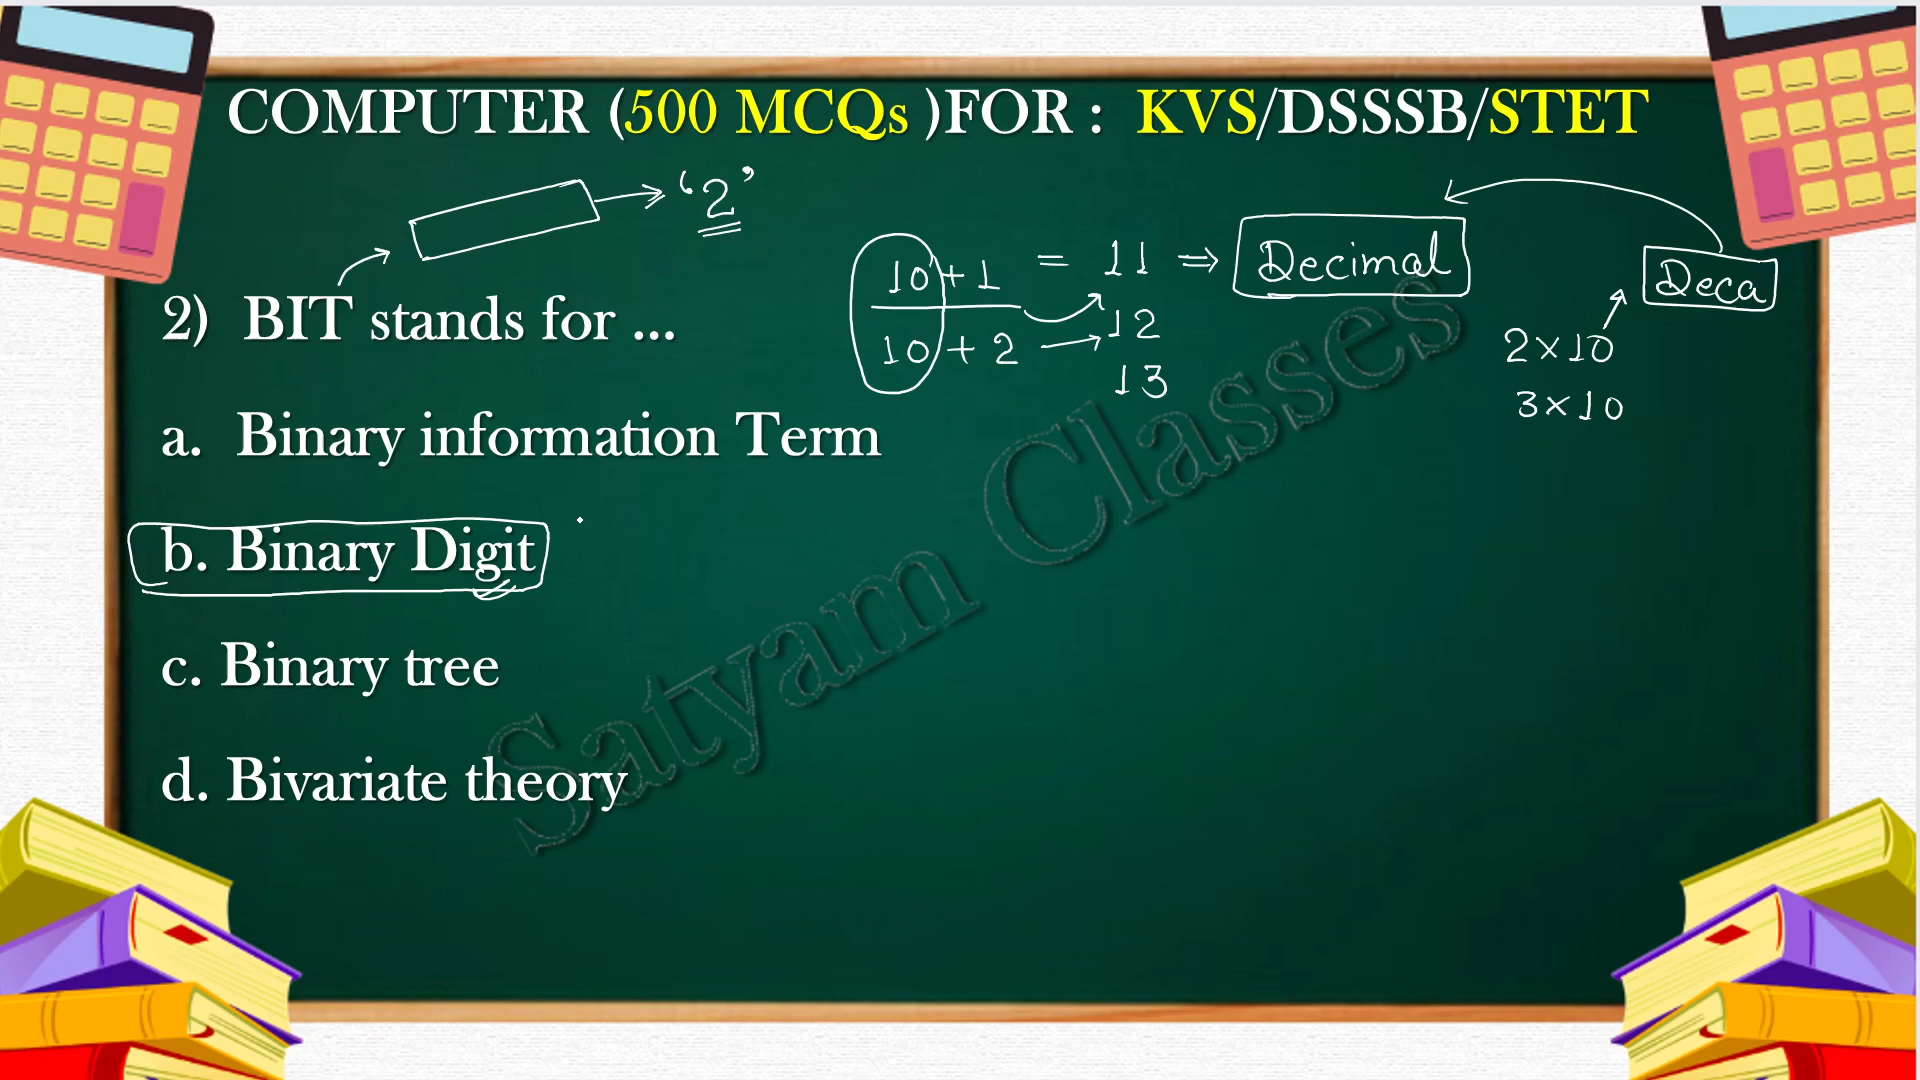 COMPUTER (500 MCQs )FOR : KVS/DSSSB/STET
‘2’
10 + 1 = 11 ⇒ Decimal
Deca
10 + 2 → 12
13
2 × 10
3 × 10
2) BIT stands for ...
a. Binary information Term
b. Binary Digit
c. Binary tree
d. Bivariate theory
Satyam Classes